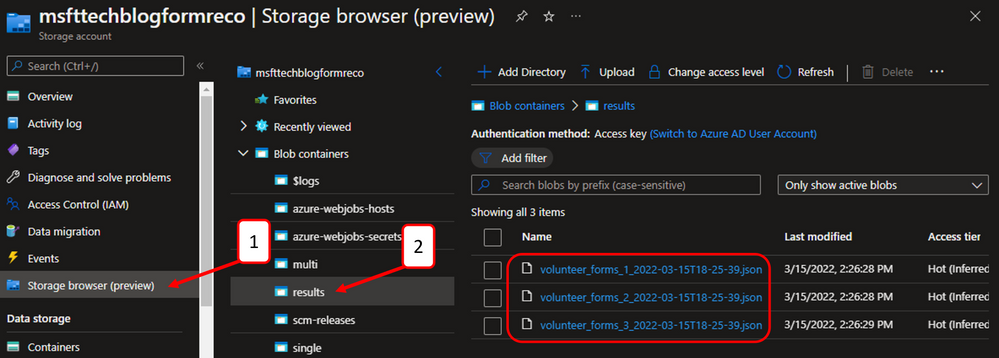 msfttechblogformreco | Storage browser (preview)
Storage account
Search (Ctrl+/)
Overview
Activity log
Tags
Diagnose and solve problems
Access Control (IAM)
Data migration
Events
Storage browser (preview)
Data storage
Containers
1
msfttechblogformreco
Favorites
Recently viewed
Blob containers
$logs
azure-webjobs-hosts
azure-webjobs-secrets
multi
results
scm-releases
single
2
Add Directory Upload Change access level Refresh Delete
Blob containers > results
Authentication method: Access key (Switch to Azure AD User Account)
Add filter
Search blobs by prefix (case-sensitive) Only show active blobs
Showing all 3 items
Name Last modified Access tier
volunteer_forms_1_2022-03-15T18-25-39.json 3/15/2022, 2:26:28 PM Hot (Inferred
volunteer_forms_2_2022-03-15T18-25-39.json 3/15/2022, 2:26:28 PM Hot (Inferred
volunteer_forms_3_2022-03-15T18-25-39.json 3/15/2022, 2:26:29 PM Hot (Inferred